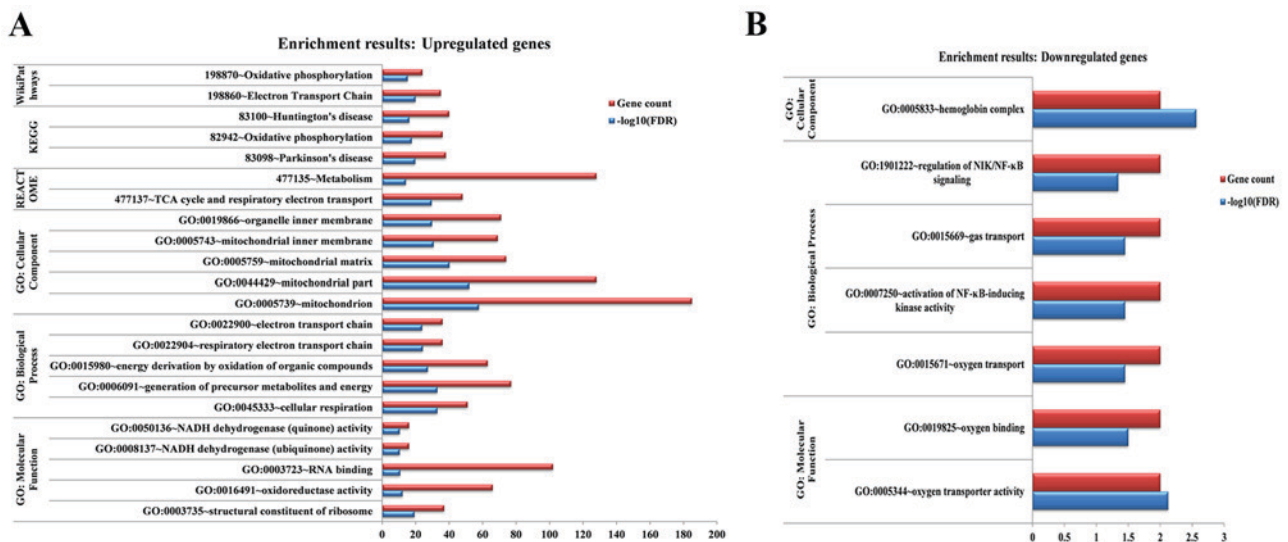 A
Enrichment results: Upregulated genes
WikiPat
hways
198870~Oxidative phosphorylation
198860~Electron Transport Chain
KEGG
83100~Huntington's disease
82942~Oxidative phosphorylation
83098~Parkinson's disease
REACT
OME
477135~Metabolism
477137~TCA cycle and respiratory electron transport
GO: Cellular
Component
GO:0019866~organelle inner membrane
GO:0005743~mitochondrial inner membrane
GO:0005759~mitochondrial matrix
GO:0044429~mitochondrial part
GO:0005739~mitochondrion
GO: Biological
Process
GO:0022900~electron transport chain
GO:0022904~respiratory electron transport chain
GO:0015980~energy derivation by oxidation of organic compounds
GO:0006091~generation of precursor metabolites and energy
GO:0045333~cellular respiration
GO: Molecular
Function
GO:0050136~NADH dehydrogenase (quinone) activity
GO:0008137~NADH dehydrogenase (ubiquinone) activity
GO:0003723~RNA binding
GO:0016491~oxidoreductase activity
GO:0003735~structural constituent of ribosome
0 20 40 60 80 100 120 140 160 180 200
Gene count
-log10(FDR)
B
Enrichment results: Downregulated genes
GO:
Cellular
Component
GO:0005833~hemoglobin complex
GO: Biological Process
GO:1901222~regulation of NIK/NF-κB
signaling
GO:0015669~gas transport
GO:0007250~activation of NF-κB-inducing
kinase activity
GO:0015671~oxygen transport
GO: Molecular
Function
GO:0019825~oxygen binding
GO:0005344~oxygen transporter activity
0 0.5 1 1.5 2 2.5 3
Gene count
-log10(FDR)